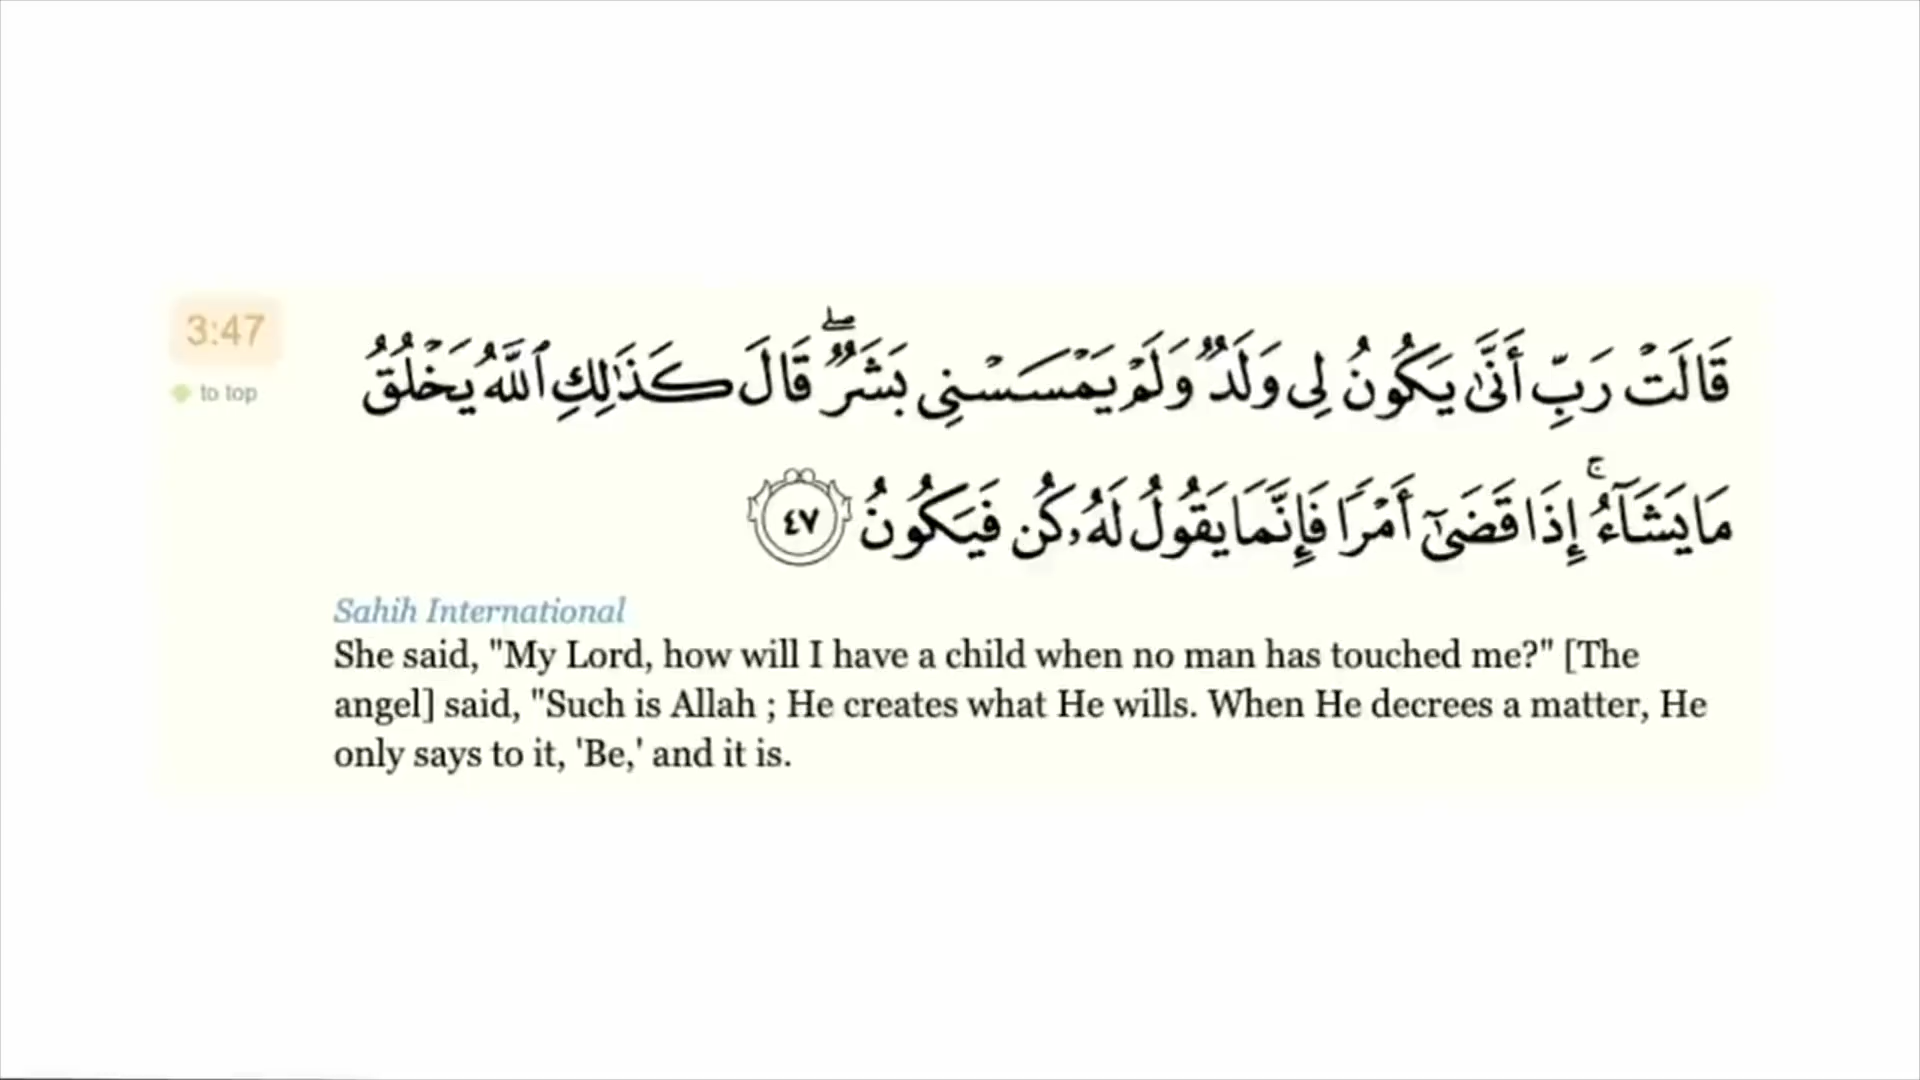 3:47
to top
قَالَتْ رَبِّ أَنَّىٰ يَكُونُ لِى وَلَدٌ وَلَمْ يَمْسَسْنِى بَشَرٌ ۖ قَالَ كَذَٰلِكِ ٱللَّهُ يَخْلُقُ
مَا يَشَآءُ ۚ إِذَا قَضَىٰٓ أَمْرًا فَإِنَّمَا يَقُولُ لَهُۥ كُن فَيَكُونُ ٤٧
Sahih International
She said, "My Lord, how will I have a child when no man has touched me?" [The
angel] said, "Such is Allah ; He creates what He wills. When He decrees a matter, He
only says to it, 'Be,' and it is.